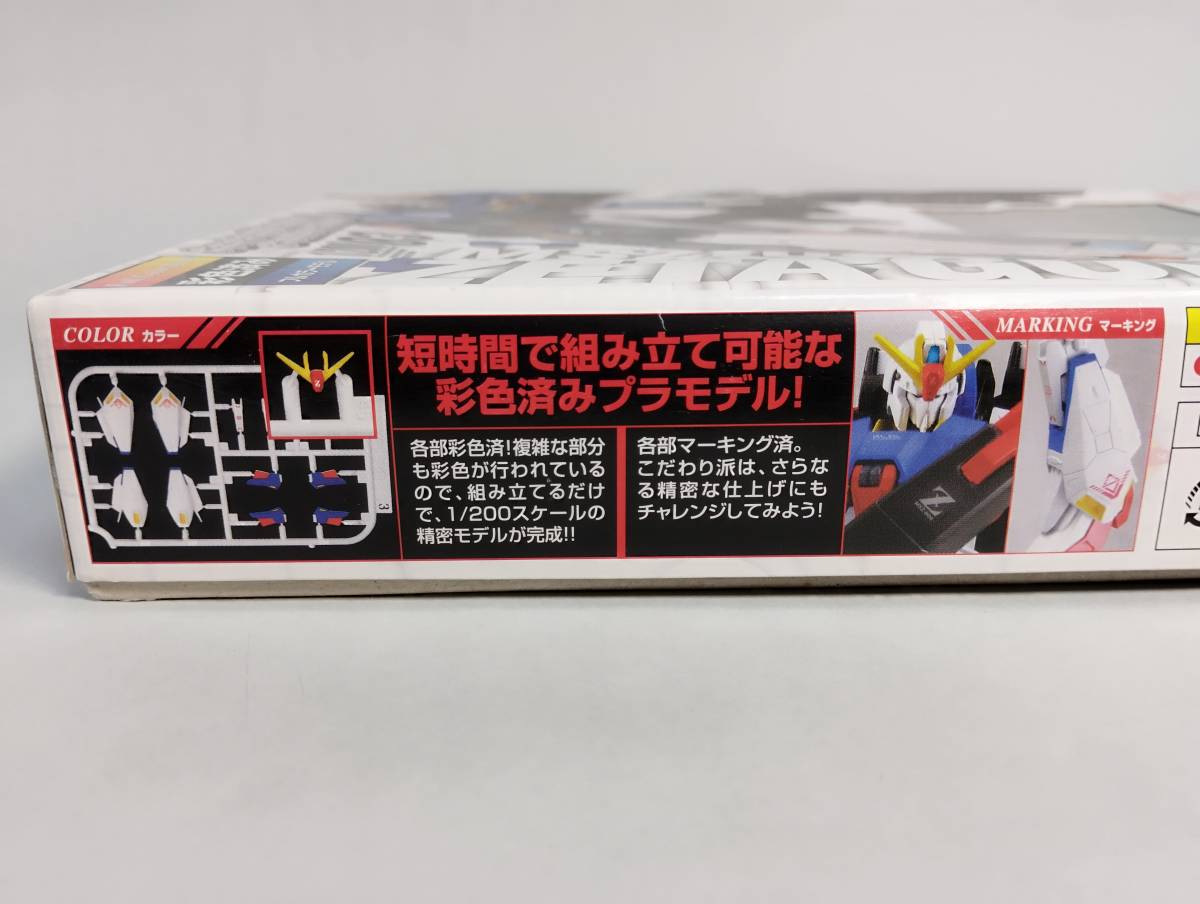 COLOR カラー
短時間で組み立て可能な
彩色済みプラモデル!
各部彩色済!複雑な部分
も彩色が行われている
ので、組み立てるだけ
で、1/200スケールの
精密モデルが完成!!
各部マーキング済。
こだわり派は、さらな
る精密な仕上げにも
チャレンジしてみよう!
MARKING マーキング
3
Z
Z